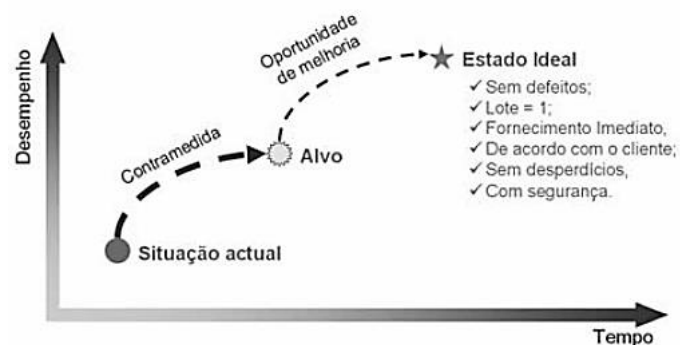 Desempenho
Oportunidade
de melhoria
Estado Ideal
✓ Sem defeitos;
✓ Lote = 1;
✓ Fornecimento Imediato,
✓ De acordo com o cliente;
✓ Sem desperdícios,
✓ Com segurança.
Contramedida
Alvo
Situação actual
Tempo